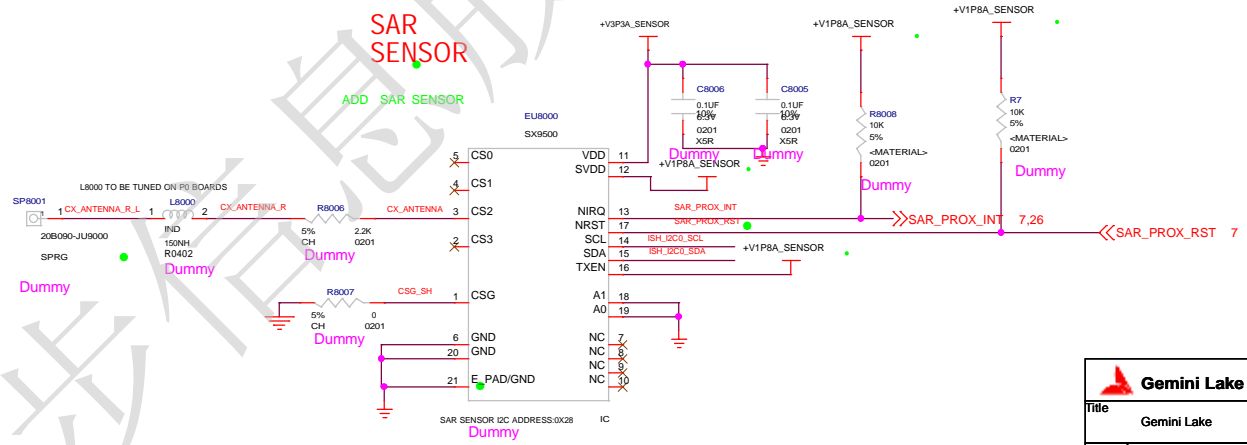 SAR
SENSOR
ADD SAR SENSOR
+V3P3A_SENSOR
+V1P8A_SENSOR
+V1P8A_SENSOR
C8006
0.1UF
10%
6.3V
0201
X5R
Dummy
C8005
0.1UF
10%
6.3V
0201
X5R
Dummy
R8008
10K
5%
<MATERIAL>
0201
Dummy
R7
10K
5%
<MATERIAL>
0201
Dummy
EU8000
SX9500
5 CS0
4 CS1
3 CS2
2 CS3
1 CSG
6 GND
20 GND
21 E_PAD/GND
VDD 11
SVDD 12
NIRQ 13
NRST 17
SCL 14
SDA 15
TXEN 16
A1 18
A0 19
NC 7
NC 8
NC 9
NC 10
+V1P8A_SENSOR
SAR_PROX_INT
SAR_PROX_RST
ISH_I2C0_SCL
ISH_I2C0_SDA
+V1P8A_SENSOR
SAR_PROX_INT 7,26
SAR_PROX_RST 7
L8000 TO BE TUNED ON P0 BOARDS
SP8001
1 1
CX_ANTENNA_R_L
1 L8000 2
CX_ANTENNA_R
R8006
CX_ANTENNA
20B090-JU9000
SPRG
Dummy
IND
150NH
R0402
Dummy
5% 2.2K
CH 0201
Dummy
R8007
CSG_SH
5% 0
CH 0201
Dummy
SAR SENSOR I2C ADDRESS:0X28 IC
Dummy
Gemini Lake
Title
Gemini Lake
步信息股